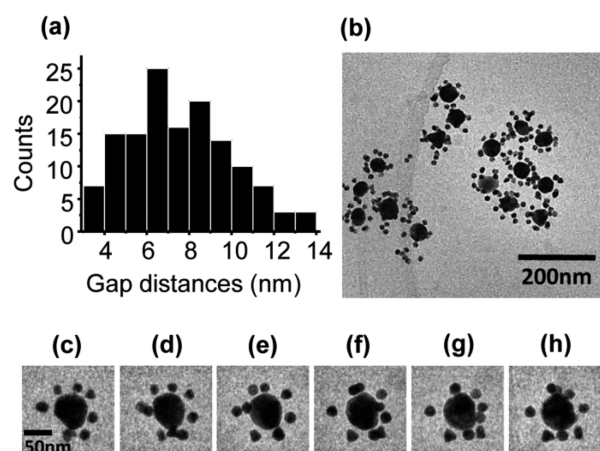 (a)
25
20
15
10
5
0
Counts
4 6 8 10 12 14
Gap distances (nm)
(b)
200nm
(c) (d) (e) (f) (g) (h)
50nm